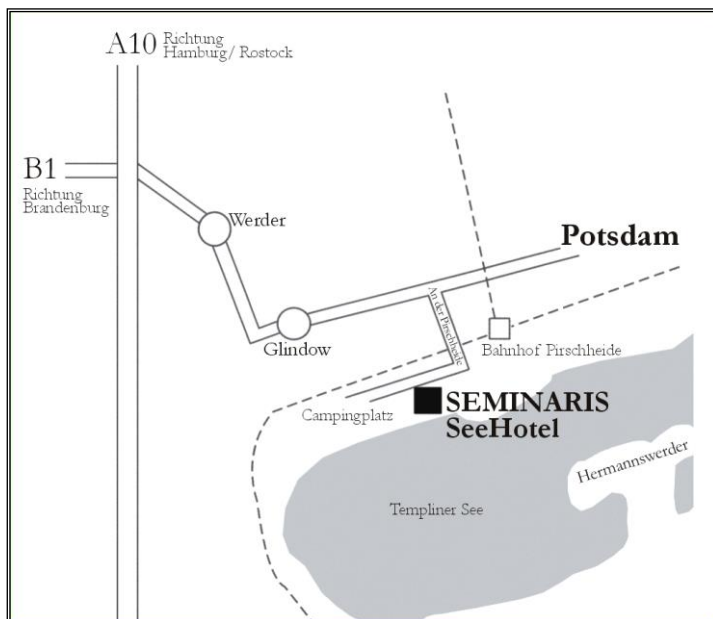 A10 Richtung
Hamburg/ Rostock
B1
Richtung
Brandenburg
Werder
Potsdam
An der Pirschheide
Glindow
Bahnhof Pirschheide
Campingplatz
SEMINARIS
SeeHotel
Hermannswerder
Templiner See